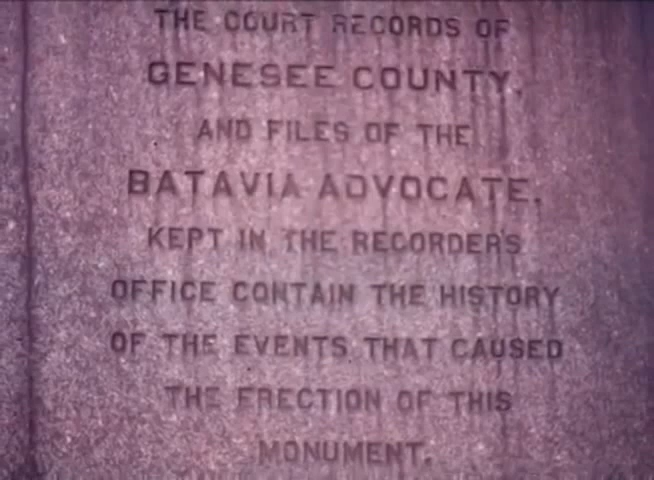 THE COURT RECORDS OF
GENESEE COUNTY,
AND FILES OF THE
BATAVIA ADVOCATE,
KEPT IN THE RECORDER'S
OFFICE CONTAIN THE HISTORY
OF THE EVENTS THAT CAUSED
THE ERECTION OF THIS
MONUMENT.